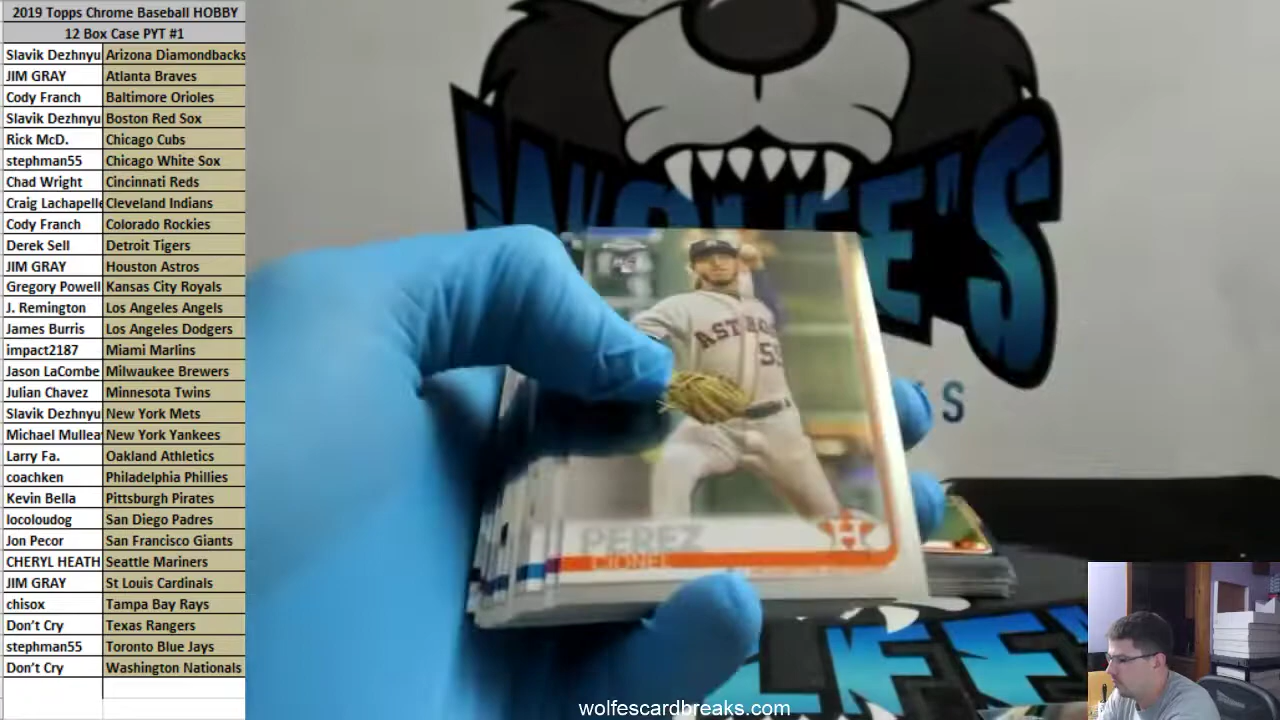 2019 Topps Chrome Baseball HOBBY
12 Box Case PYT #1
Slavik Dezhnyu Arizona Diamondbacks
JIM GRAY Atlanta Braves
Cody Franch Baltimore Orioles
Slavik Dezhnyu Boston Red Sox
Rick McD. Chicago Cubs
stephman55 Chicago White Sox
Chad Wright Cincinnati Reds
Craig Lachapelle Cleveland Indians
Cody Franch Colorado Rockies
Derek Sell Detroit Tigers
JIM GRAY Houston Astros
Gregory Powell Kansas City Royals
J. Remington Los Angeles Angels
James Burris Los Angeles Dodgers
impact2187 Miami Marlins
Jason LaCombe Milwaukee Brewers
Julian Chavez Minnesota Twins
Slavik Dezhnyu New York Mets
Michael Mullea New York Yankees
Larry Fa. Oakland Athletics
coachken Philadelphia Phillies
Kevin Bella Pittsburgh Pirates
locoloudog San Diego Padres
Jon Pecor San Francisco Giants
CHERYL HEATH Seattle Mariners
JIM GRAY St Louis Cardinals
chisox Tampa Bay Rays
Don't Cry Texas Rangers
stephman55 Toronto Blue Jays
Don't Cry Washington Nationals
WOLFE'S
S
ASTROS
PEREZ
CIONEL
H
LFE'
wolfescardbreaks.com